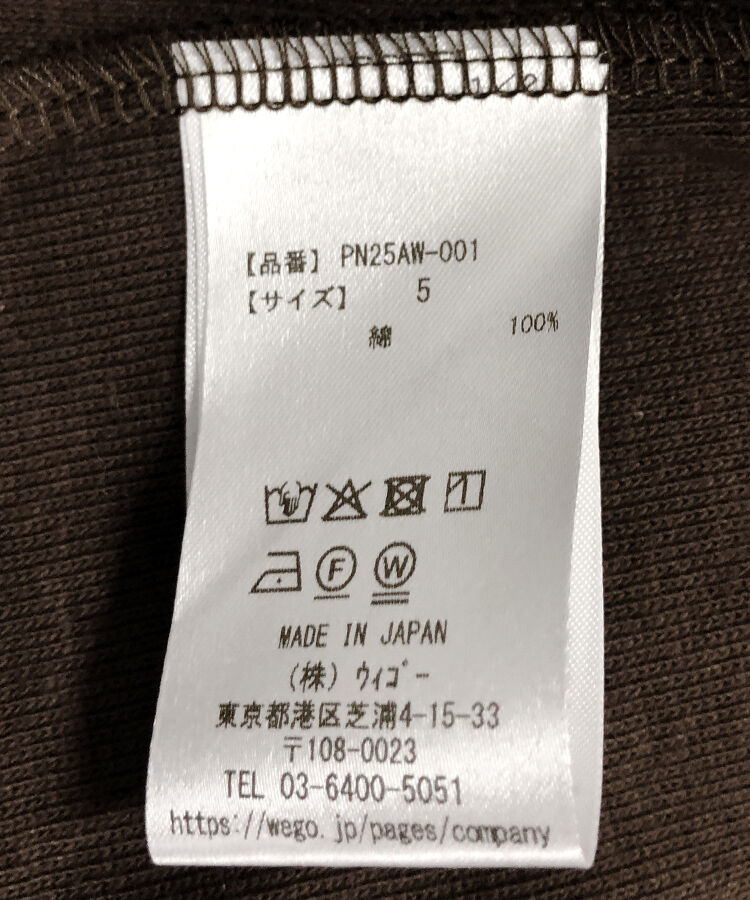 【品番】 PN25AW-001
【サイズ】 5
綿 100%
F W
MADE IN JAPAN
(株) ウィゴー
東京都港区芝浦4-15-33
〒108-0023
TEL 03-6400-5051
https://wego.jp/pages/company